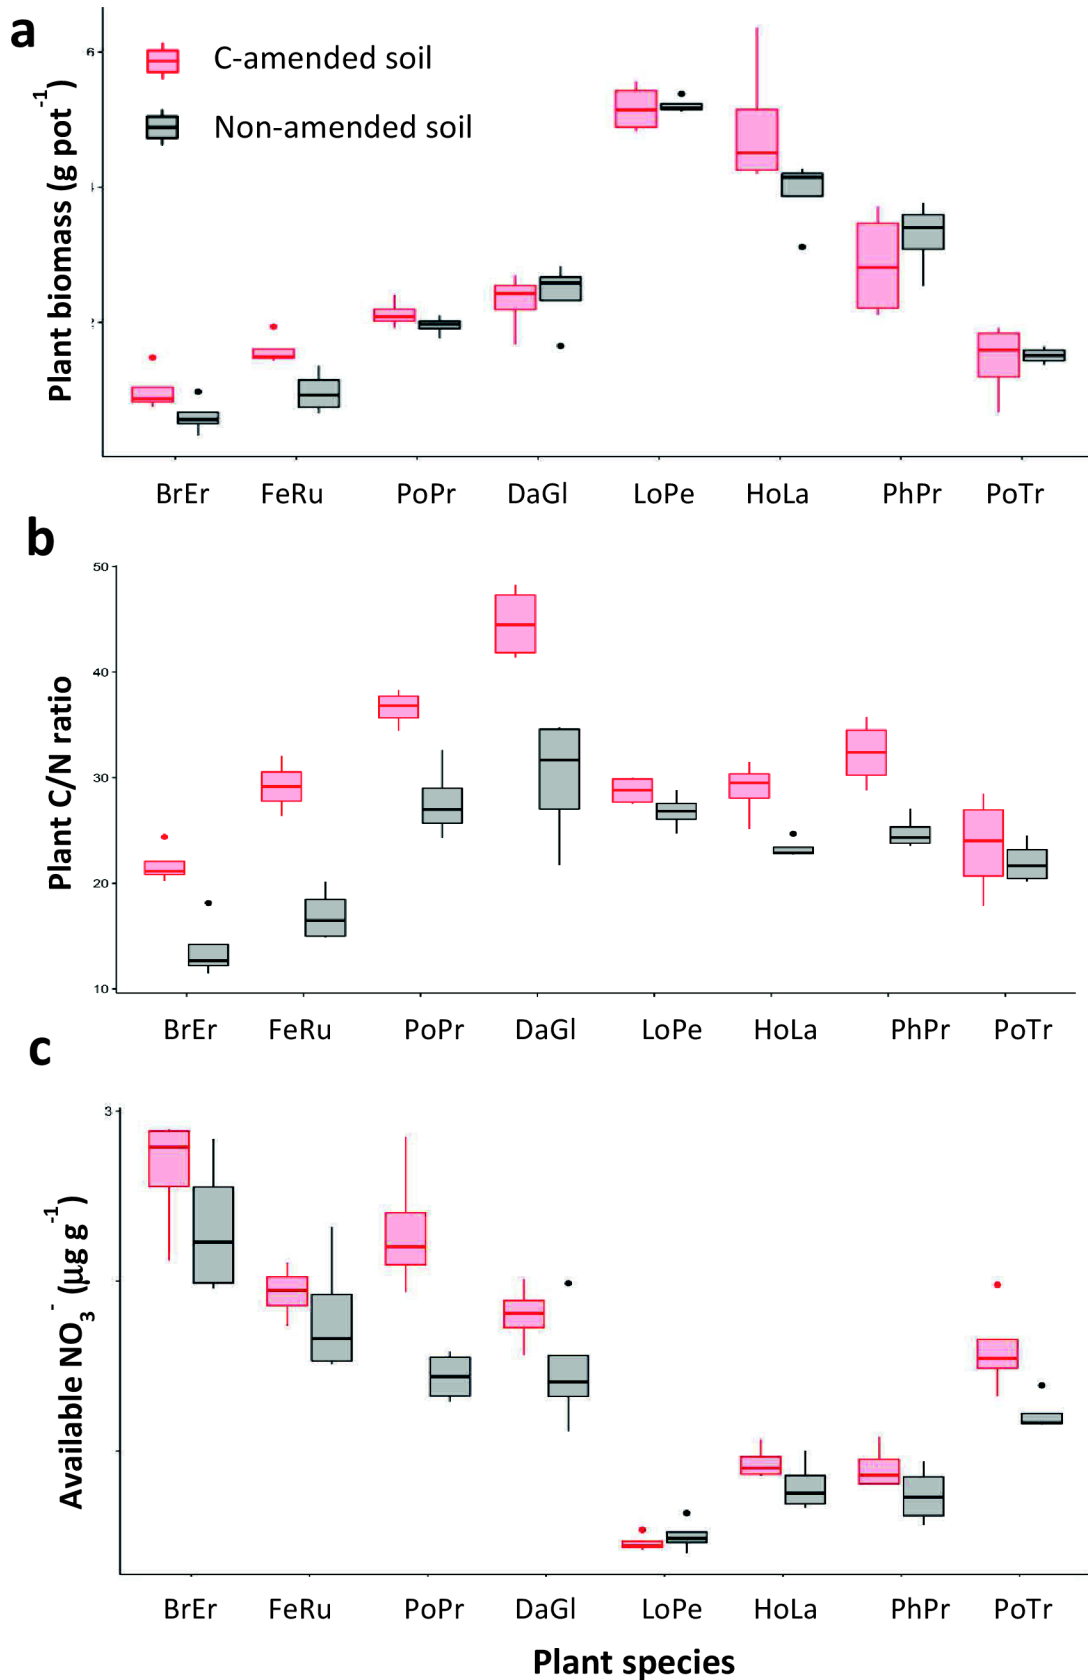 a
6
C-amended soil
Non-amended soil
4
2
Plant biomass (g pot⁻¹)
BrEr FeRu PoPr DaGl LoPe HoLa PhPr PoTr
b
50
40
30
20
10
Plant C/N ratio
BrEr FeRu PoPr DaGl LoPe HoLa PhPr PoTr
c
3
Available NO₃⁻ (µg g⁻¹)
BrEr FeRu PoPr DaGl LoPe HoLa PhPr PoTr
Plant species